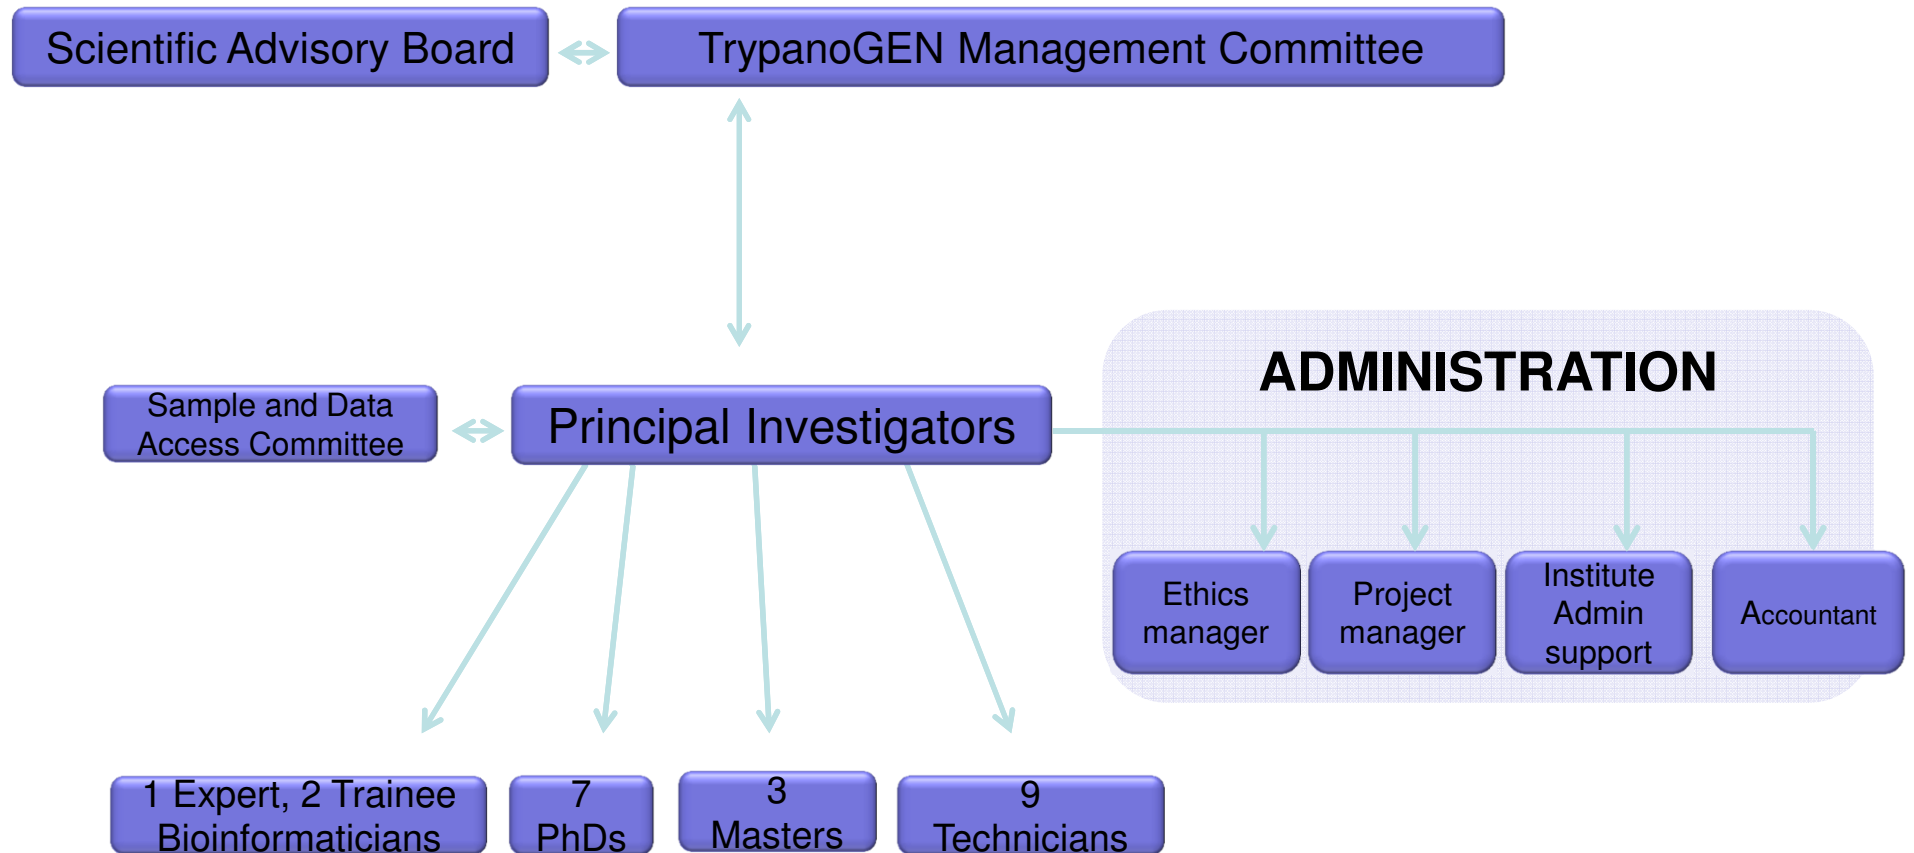 Scientific Advisory Board
TrypanoGEN Management Committee
ADMINISTRATION
Sample and Data
Access Committee
Principal Investigators
Ethics
manager
Project
manager
Institute
Admin
support
Accountant
1 Expert, 2 Trainee
Bioinformaticians
7
PhDs
3
Masters
9
Technicians